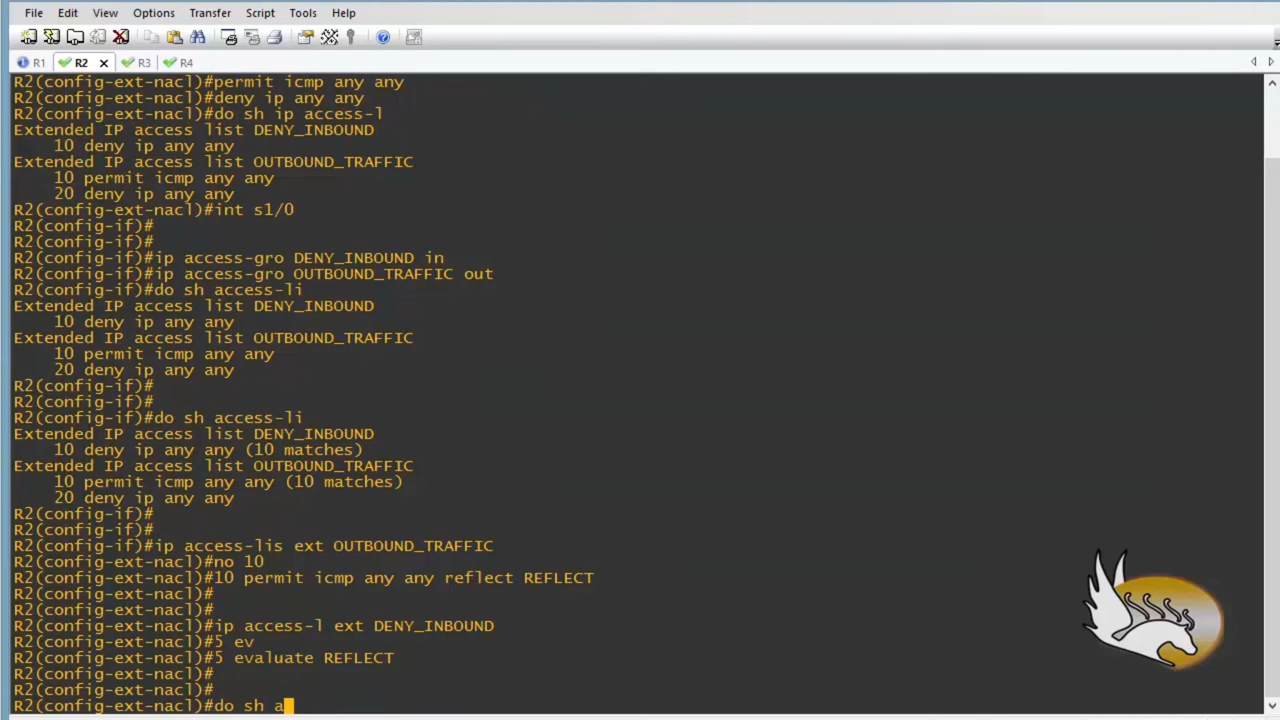 File Edit View Options Transfer Script Tools Help
R1 R2 R3 R4
R2(config-ext-nacl)#permit icmp any any
R2(config-ext-nacl)#deny ip any any
R2(config-ext-nacl)#do sh ip access-l
Extended IP access list DENY_INBOUND
    10 deny ip any any
Extended IP access list OUTBOUND_TRAFFIC
    10 permit icmp any any
    20 deny ip any any
R2(config-ext-nacl)#int s1/0
R2(config-if)#
R2(config-if)#
R2(config-if)#ip access-gro DENY_INBOUND in
R2(config-if)#ip access-gro OUTBOUND_TRAFFIC out
R2(config-if)#do sh access-li
Extended IP access list DENY_INBOUND
    10 deny ip any any
Extended IP access list OUTBOUND_TRAFFIC
    10 permit icmp any any
    20 deny ip any any
R2(config-if)#
R2(config-if)#
R2(config-if)#do sh access-li
Extended IP access list DENY_INBOUND
    10 deny ip any any (10 matches)
Extended IP access list OUTBOUND_TRAFFIC
    10 permit icmp any any (10 matches)
    20 deny ip any any
R2(config-if)#
R2(config-if)#
R2(config-if)#ip access-lis ext OUTBOUND_TRAFFIC
R2(config-ext-nacl)#no 10
R2(config-ext-nacl)#10 permit icmp any any reflect REFLECT
R2(config-ext-nacl)#
R2(config-ext-nacl)#
R2(config-ext-nacl)#ip access-l ext DENY_INBOUND
R2(config-ext-nacl)#5 ev
R2(config-ext-nacl)#5 evaluate REFLECT
R2(config-ext-nacl)#
R2(config-ext-nacl)#
R2(config-ext-nacl)#do sh a